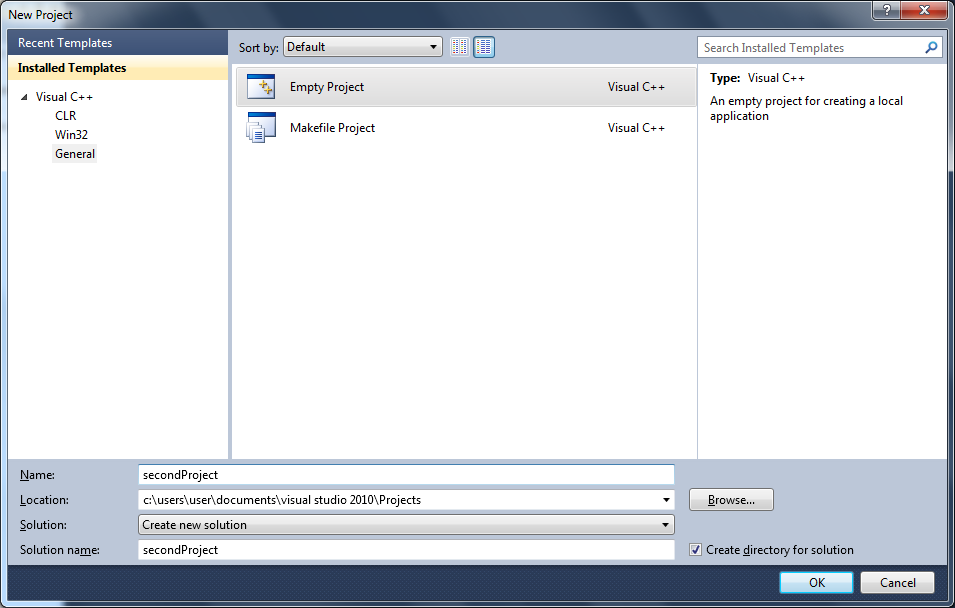 New Project
?
Recent Templates
Installed Templates
Visual C++
CLR
Win32
General
Sort by: Default
Search Installed Templates
Empty Project Visual C++
Makefile Project Visual C++
Type: Visual C++
An empty project for creating a local
application
Name: secondProject
Location: c:\users\user\documents\visual studio 2010\Projects Browse...
Solution: Create new solution
Solution name: secondProject Create directory for solution
OK Cancel